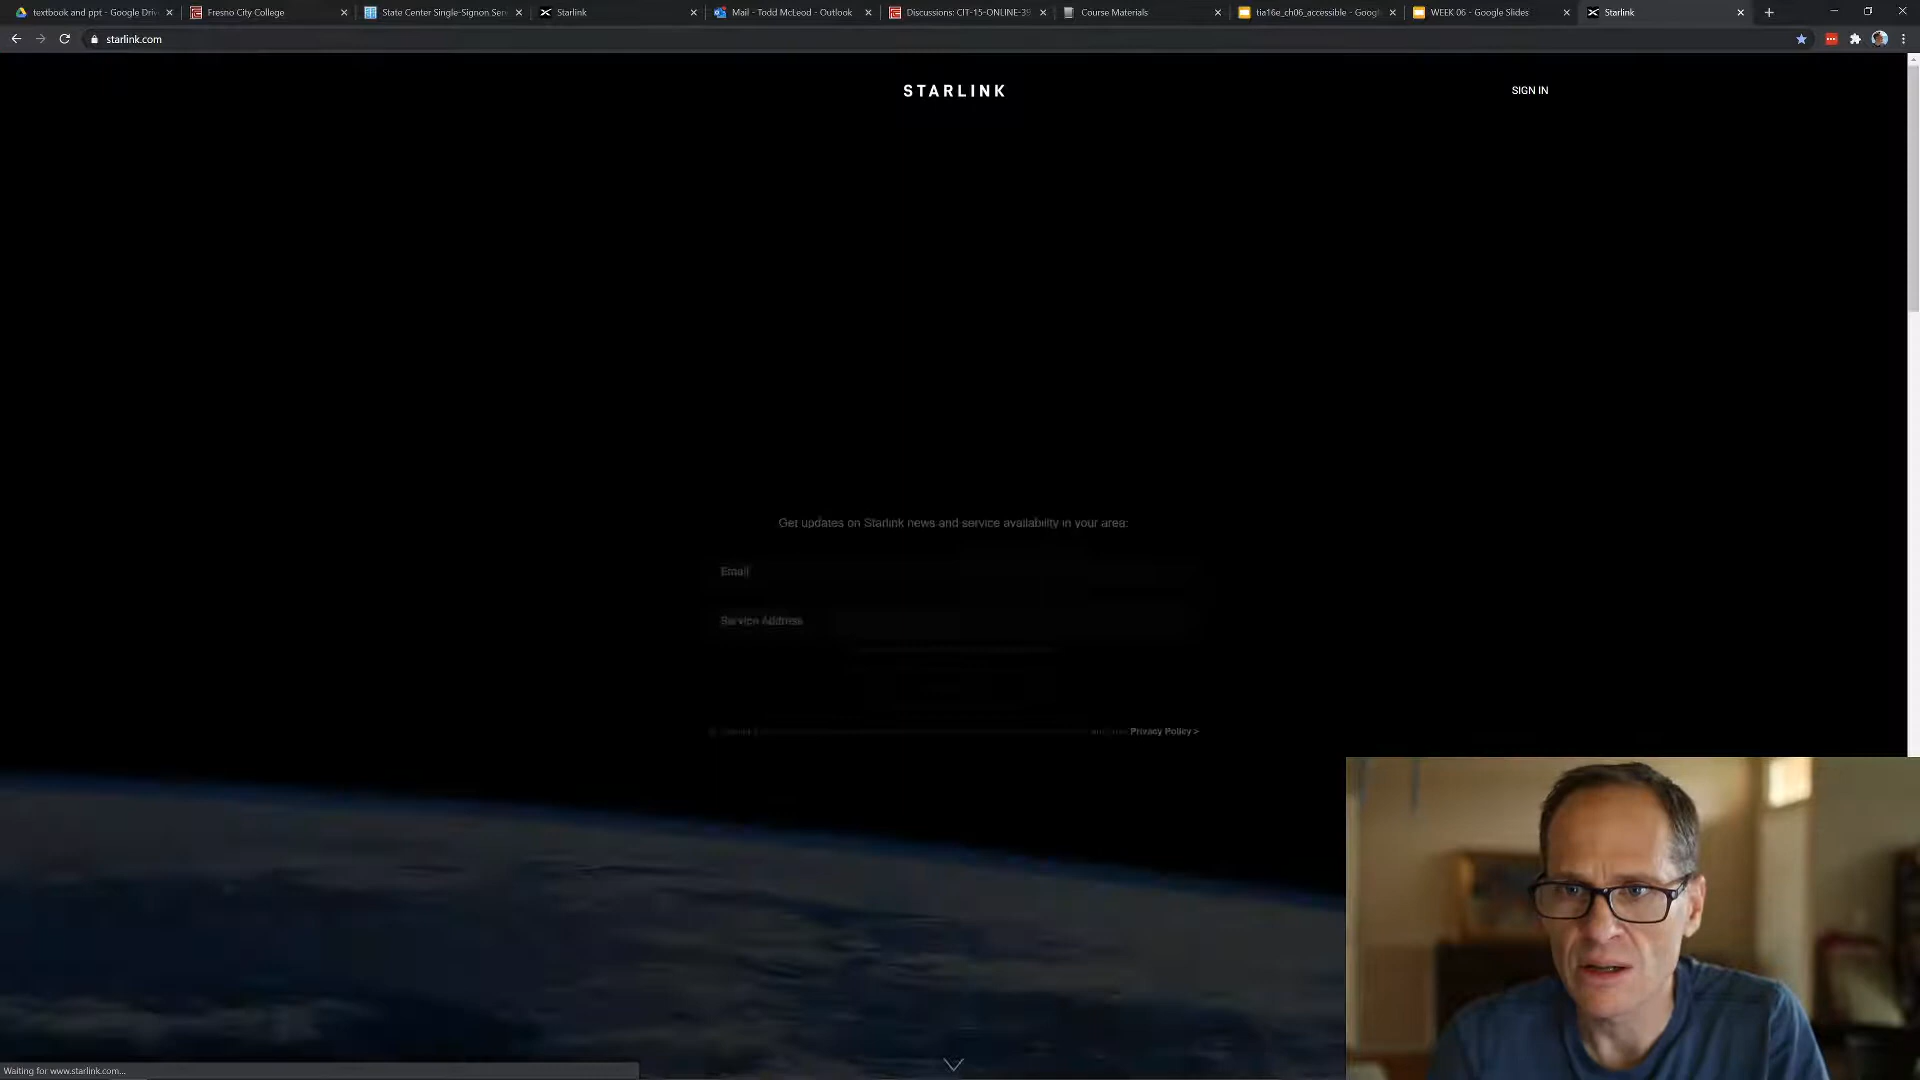 textbook and ppt - Google Driv
Fresno City College
State Center Single-Signon Serv
Starlink
Mail - Todd McLeod - Outlook
Discussions: CIT-15-ONLINE-39
Course Materials
tia16e_ch06_accessible - Googl
WEEK 06 - Google Slides
Starlink
starlink.com
STARLINK
SIGN IN
Get updates on Starlink news and service availability in your area:
Email
Service Address
Privacy Policy >
Waiting for www.starlink.com...